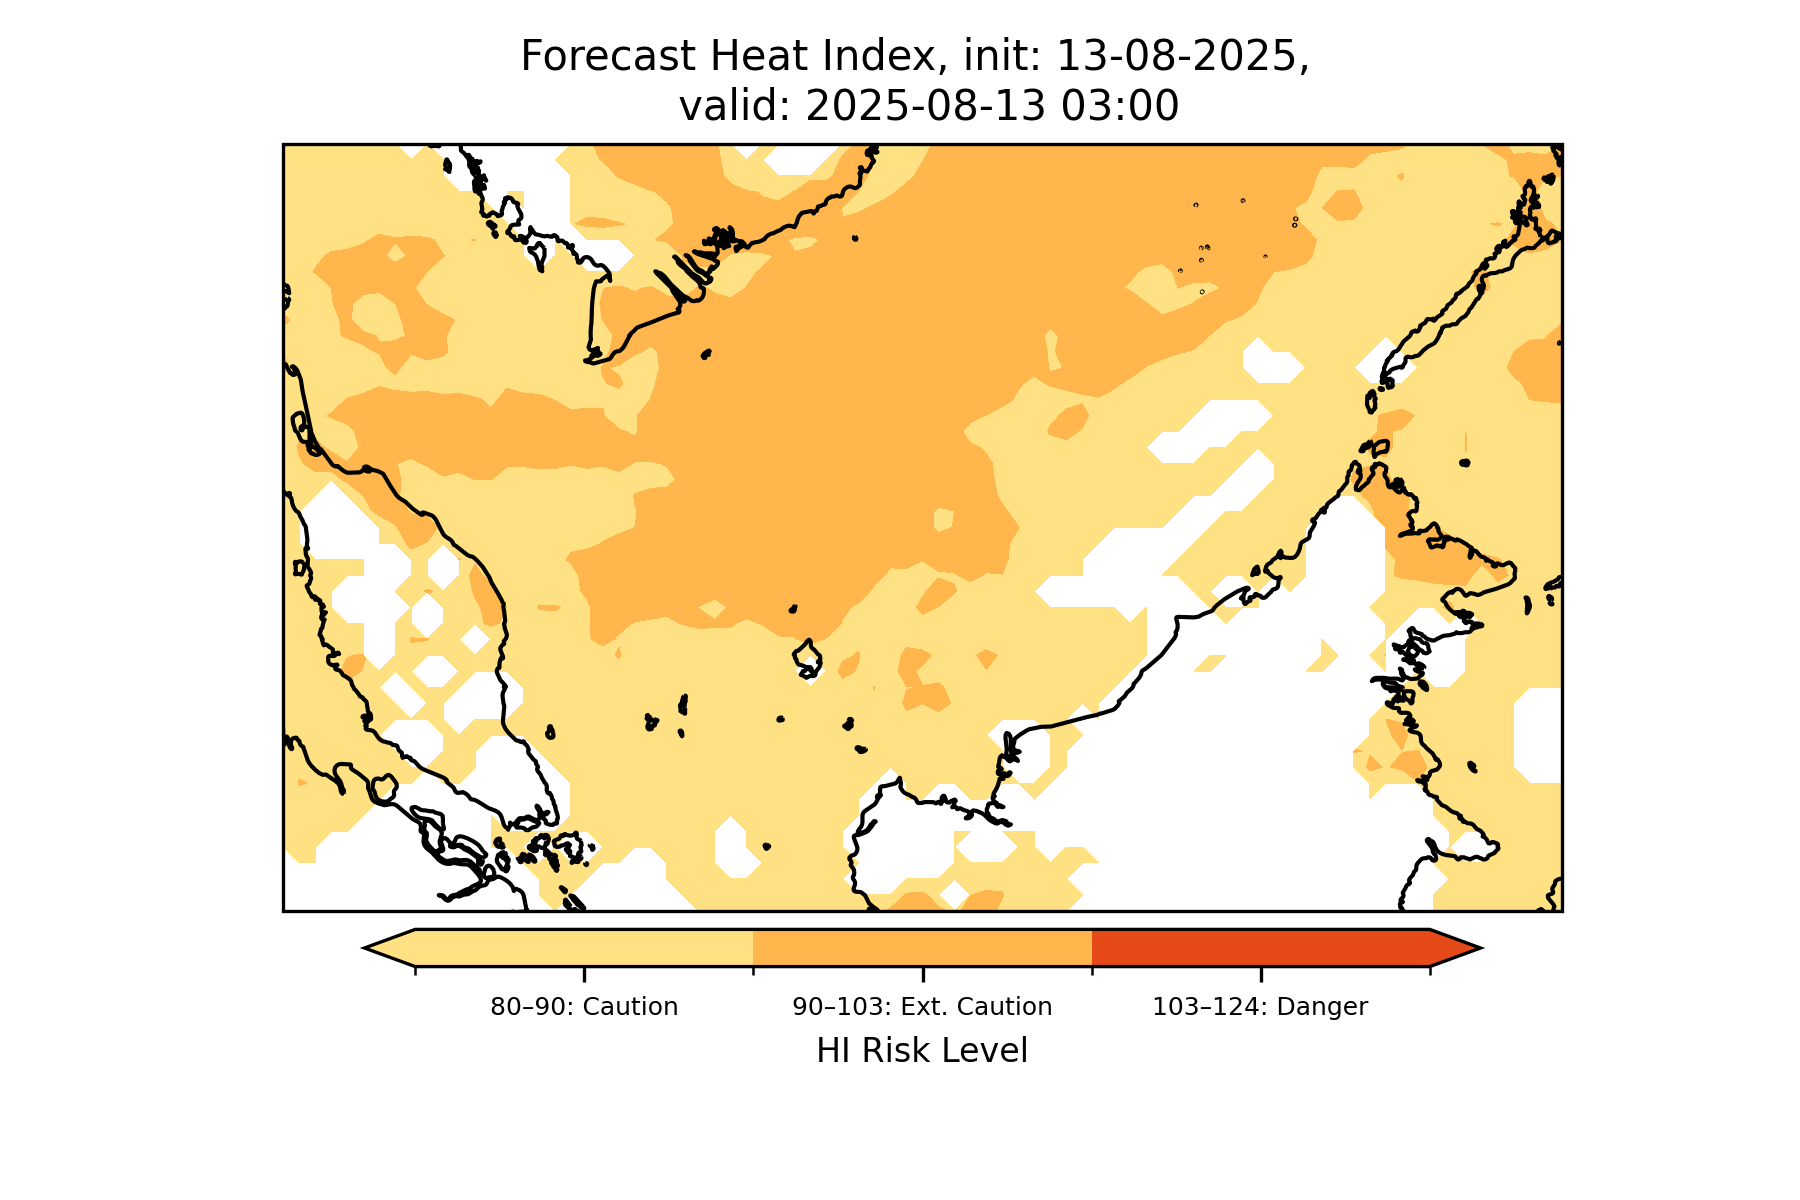 Forecast Heat Index, init: 13-08-2025,
valid: 2025-08-13 03:00
80–90: Caution
90–103: Ext. Caution
103–124: Danger
HI Risk Level